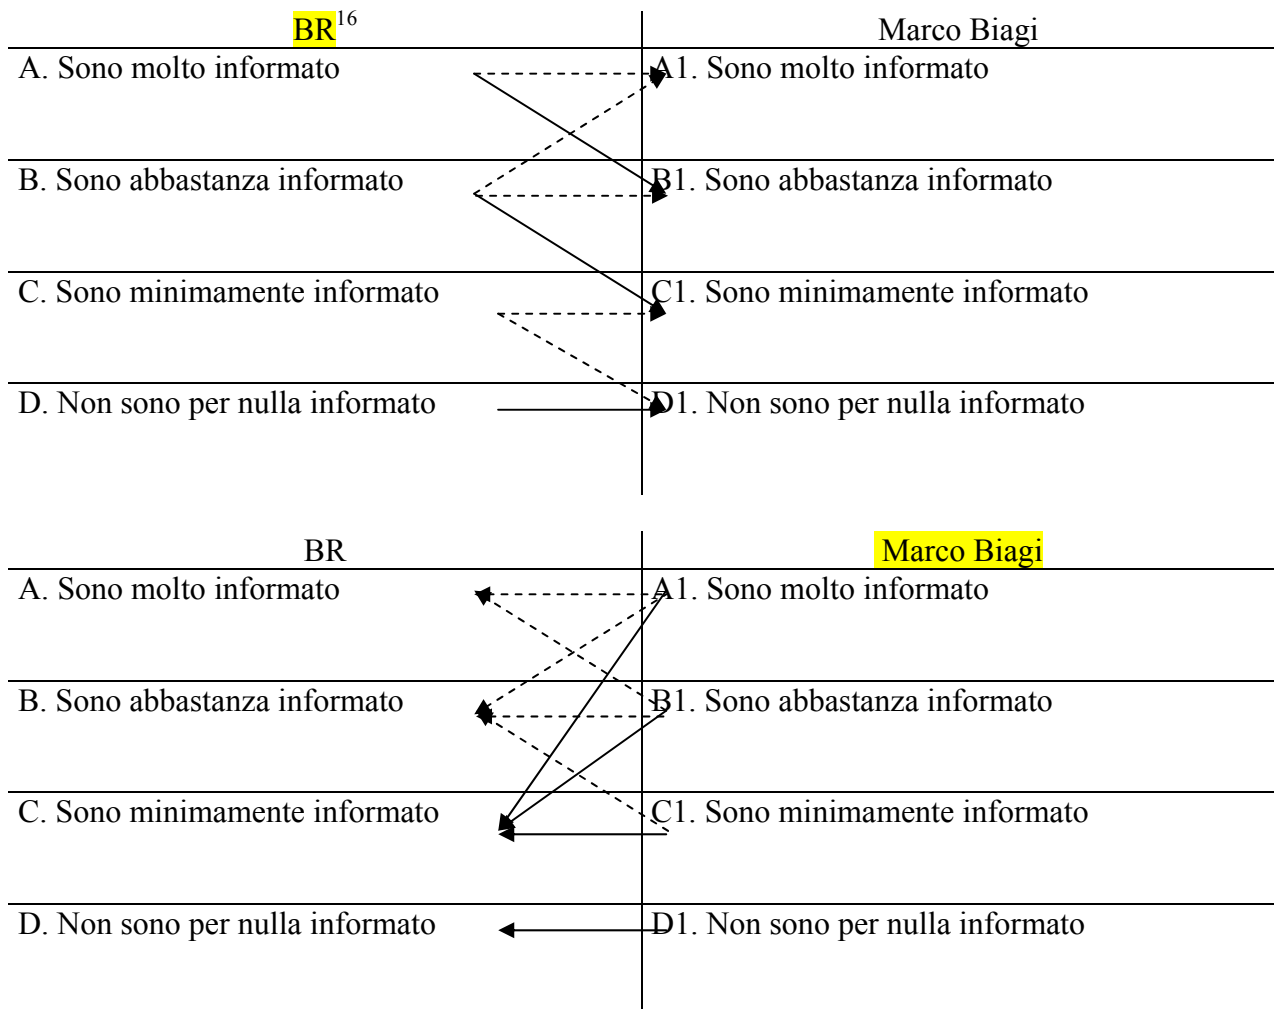 BR16 Marco Biagi
A. Sono molto informato A1. Sono molto informato
B. Sono abbastanza informato B1. Sono abbastanza informato
C. Sono minimamente informato C1. Sono minimamente informato
D. Non sono per nulla informato D1. Non sono per nulla informato
BR Marco Biagi
A. Sono molto informato A1. Sono molto informato
B. Sono abbastanza informato B1. Sono abbastanza informato
C. Sono minimamente informato C1. Sono minimamente informato
D. Non sono per nulla informato D1. Non sono per nulla informato